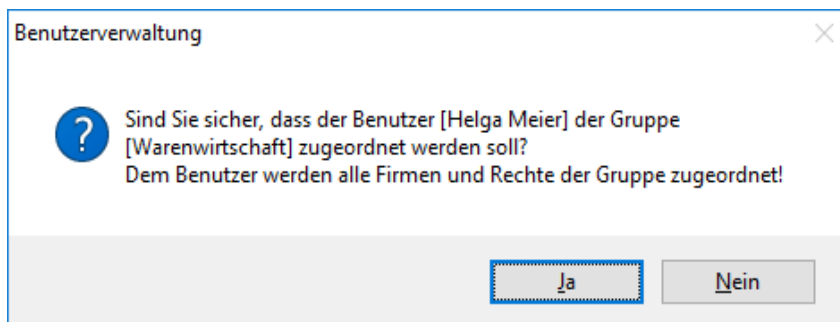 Benutzerverwaltung
Sind Sie sicher, dass der Benutzer [Helga Meier] der Gruppe
[Warenwirtschaft] zugeordnet werden soll?
Dem Benutzer werden alle Firmen und Rechte der Gruppe zugeordnet!
Ja Nein